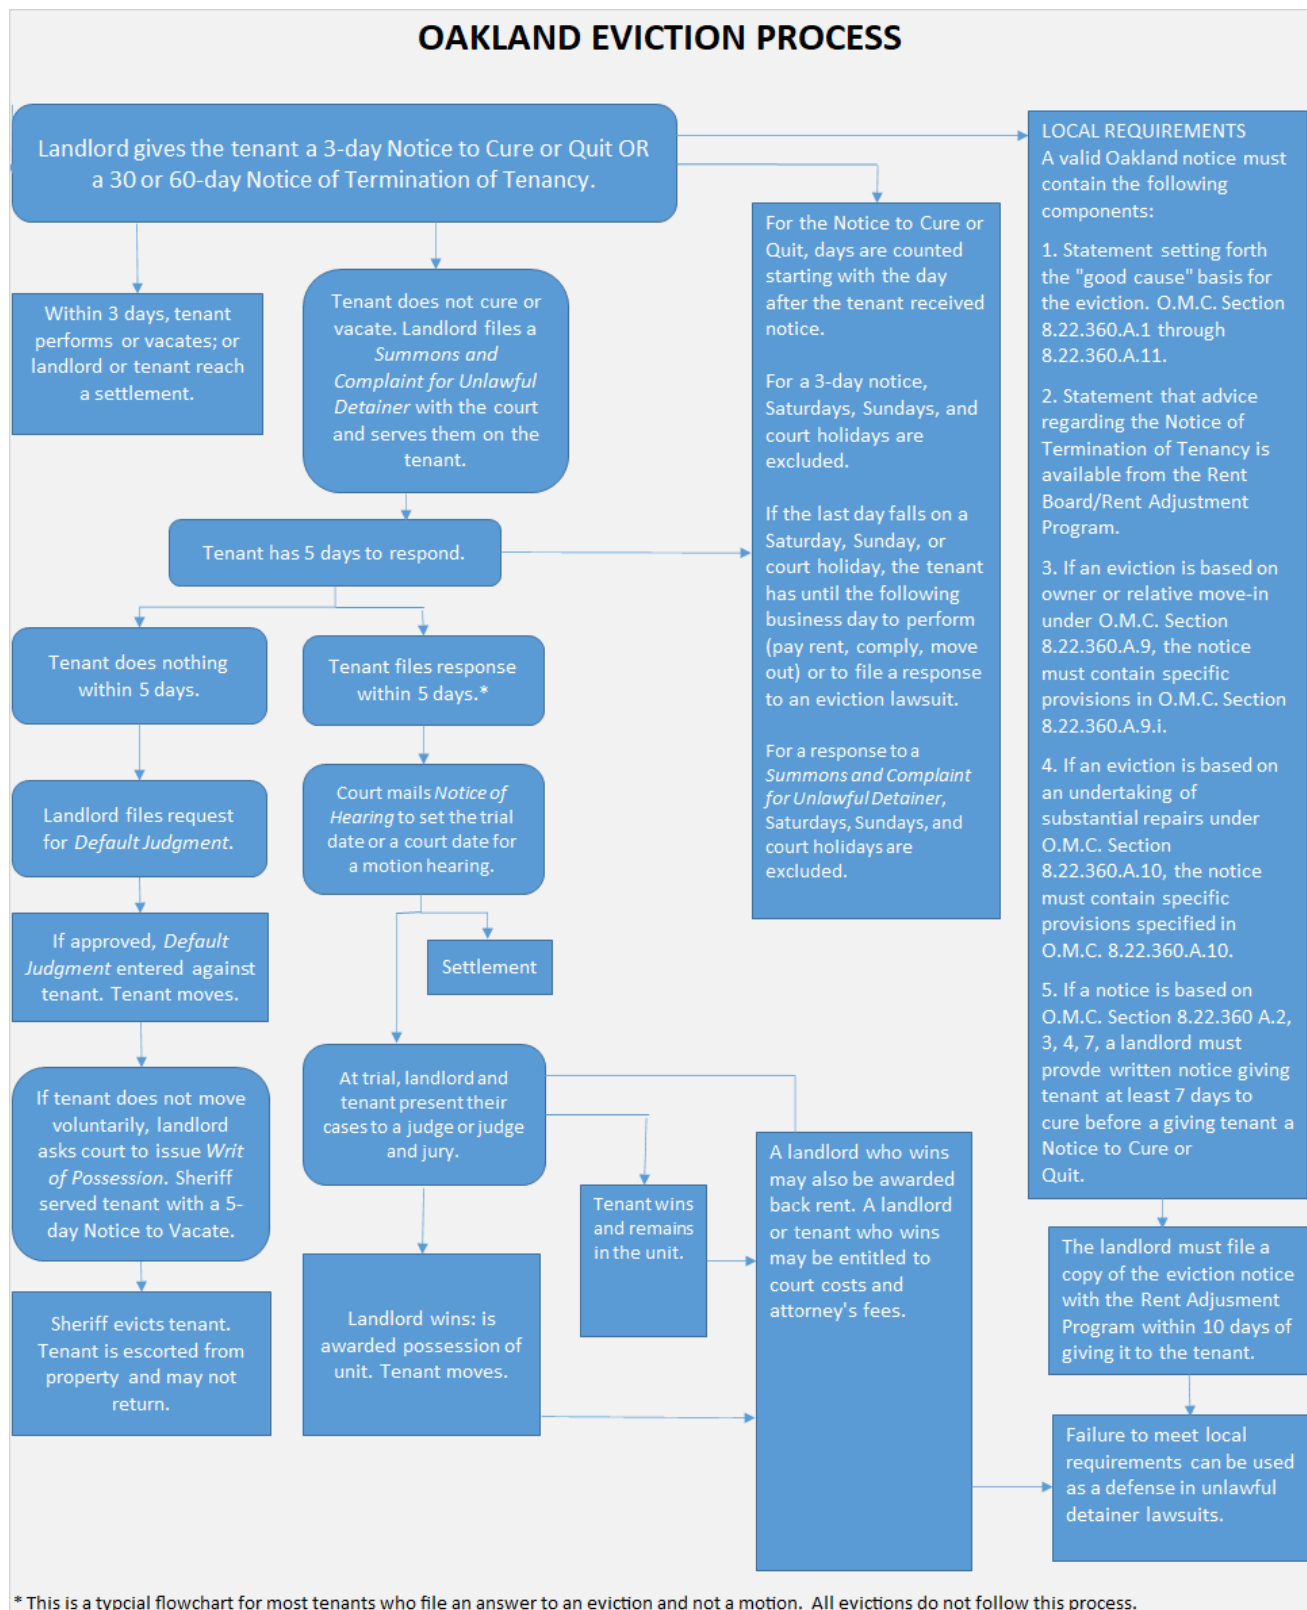 OAKLAND EVICTION PROCESS
Landlord gives the tenant a 3-day Notice to Cure or Quit OR
a 30 or 60-day Notice of Termination of Tenancy.
Within 3 days, tenant
performs or vacates; or
landlord or tenant reach
a settlement.
Tenant does not cure or
vacate. Landlord files a
Summons and
Complaint for Unlawful
Detainer with the court
and serves them on the
tenant.
Tenant has 5 days to respond.
Tenant does nothing
within 5 days.
Landlord files request
for Default Judgment.
If approved, Default
Judgment entered against
tenant. Tenant moves.
If tenant does not move
voluntarily, landlord
asks court to issue Writ
of Possession. Sheriff
served tenant with a 5-
day Notice to Vacate.
Sheriff evicts tenant.
Tenant is escorted from
property and may not
return.
Tenant files response
within 5 days.*
Court mails Notice of
Hearing to set the trial
date or a court date for
a motion hearing.
Settlement
At trial, landlord and
tenant present their
cases to a judge or judge
and jury.
Tenant wins
and remains
in the unit.
Landlord wins: is
awarded possession of
unit. Tenant moves.
A landlord who wins
may also be awarded
back rent. A landlord
or tenant who wins
may be entitled to
court costs and
attorney's fees.
For the Notice to Cure or
Quit, days are counted
starting with the day
after the tenant received
notice.
For a 3-day notice,
Saturdays, Sundays, and
court holidays are
excluded.
If the last day falls on a
Saturday, Sunday, or
court holiday, the tenant
has until the following
business day to perform
(pay rent, comply, move
out) or to file a response
to an eviction lawsuit.
For a response to a
Summons and Complaint
for Unlawful Detainer,
Saturdays, Sundays, and
court holidays are
excluded.
LOCAL REQUIREMENTS
A valid Oakland notice must
contain the following
components:
1. Statement setting forth
the "good cause" basis for
the eviction. O.M.C. Section
8.22.360.A.1 through
8.22.360.A.11.
2. Statement that advice
regarding the Notice of
Termination of Tenancy is
available from the Rent
Board/Rent Adjustment
Program.
3. If an eviction is based on
owner or relative move-in
under O.M.C. Section
8.22.360.A.9, the notice
must contain specific
provisions in O.M.C. Section
8.22.360.A.9.i.
4. If an eviction is based on
an undertaking of
substantial repairs under
O.M.C. Section
8.22.360.A.10, the notice
must contain specific
provisions specified in
O.M.C. 8.22.360.A.10.
5. If a notice is based on
O.M.C. Section 8.22.360 A.2,
3, 4, 7, a landlord must
provde written notice giving
tenant at least 7 days to
cure before a giving tenant a
Notice to Cure or
Quit.
The landlord must file a
copy of the eviction notice
with the Rent Adjusment
Program within 10 days of
giving it to the tenant.
Failure to meet local
requirements can be used
as a defense in unlawful
detainer lawsuits.
* This is a typcial flowchart for most tenants who file an answer to an eviction and not a motion. All evictions do not follow this process.